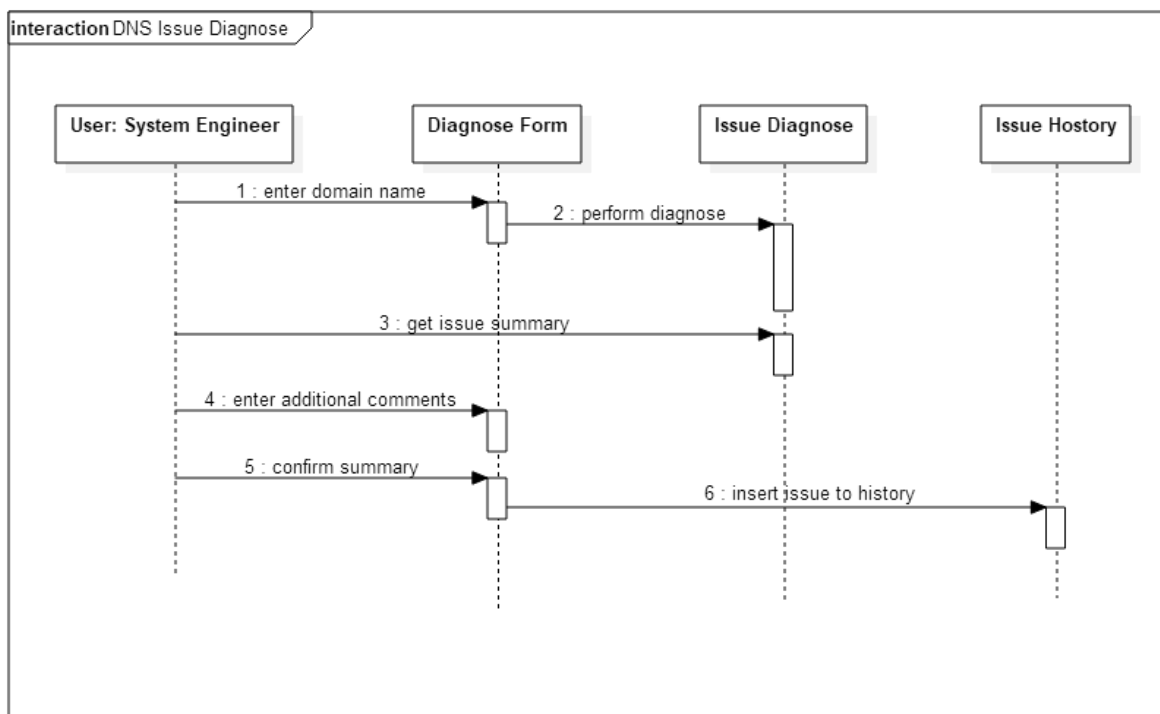 interaction DNS Issue Diagnose
User: System Engineer
Diagnose Form
Issue Diagnose
Issue Hostory
1 : enter domain name
2 : perform diagnose
3 : get issue summary
4 : enter additional comments
5 : confirm summary
6 : insert issue to history